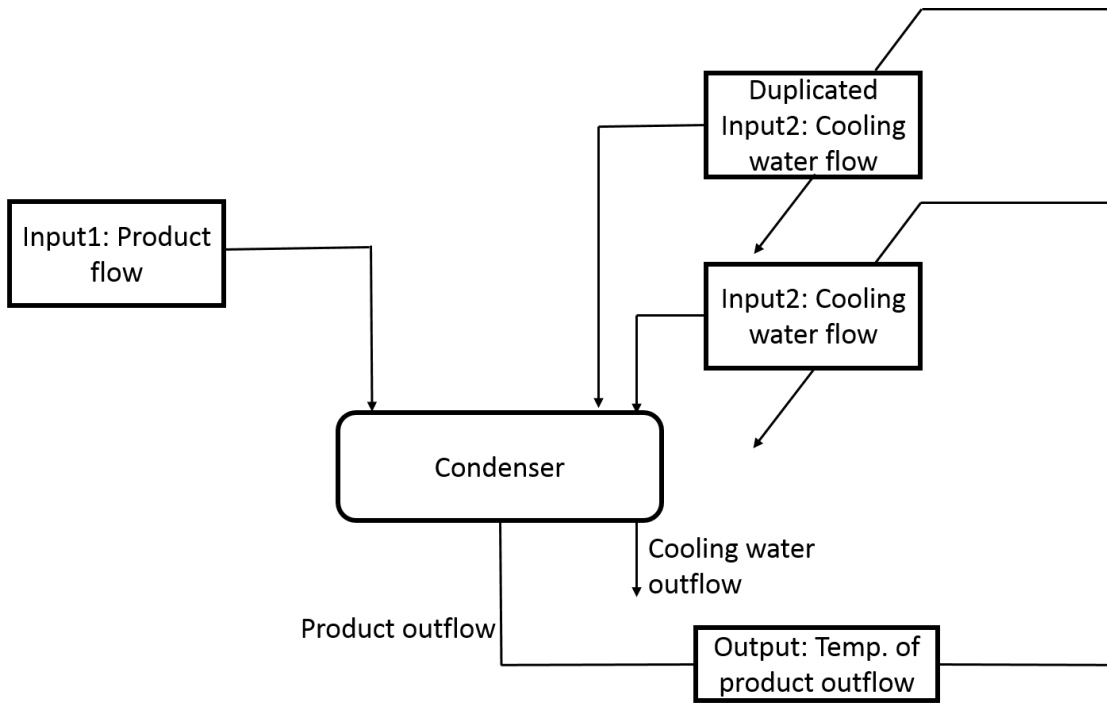 Duplicated
Input2: Cooling
water flow
Input1: Product
flow
Input2: Cooling
water flow
Condenser
Cooling water
outflow
Product outflow
Output: Temp. of
product outflow